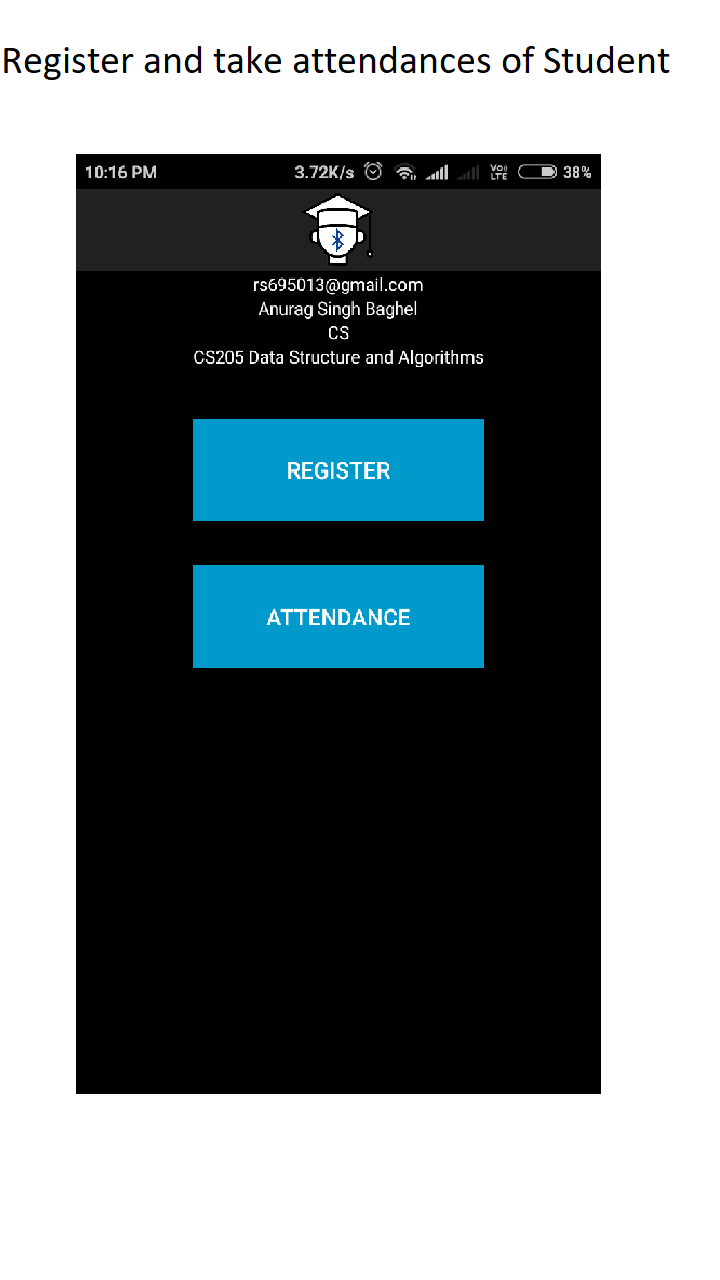 Register and take attendances of Student
10:16 PM 3.72K/s VO)) LTE 38%
rs695013@gmail.com
Anurag Singh Baghel
CS
CS205 Data Structure and Algorithms
REGISTER
ATTENDANCE